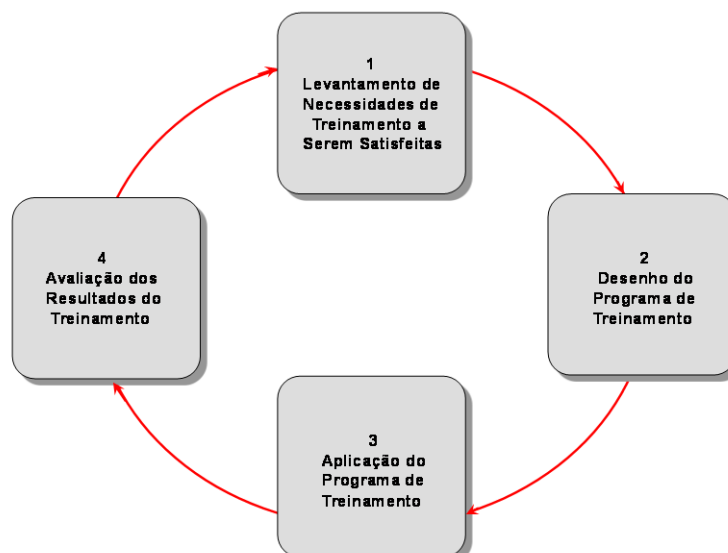 1
Levantamento de
Necessidades de
Treinamento a
Serem Satisfeitas
2
Desenho do
Programa de
Treinamento
3
Aplicação do
Programa de
Treinamento
4
Avaliação dos
Resultados do
Treinamento